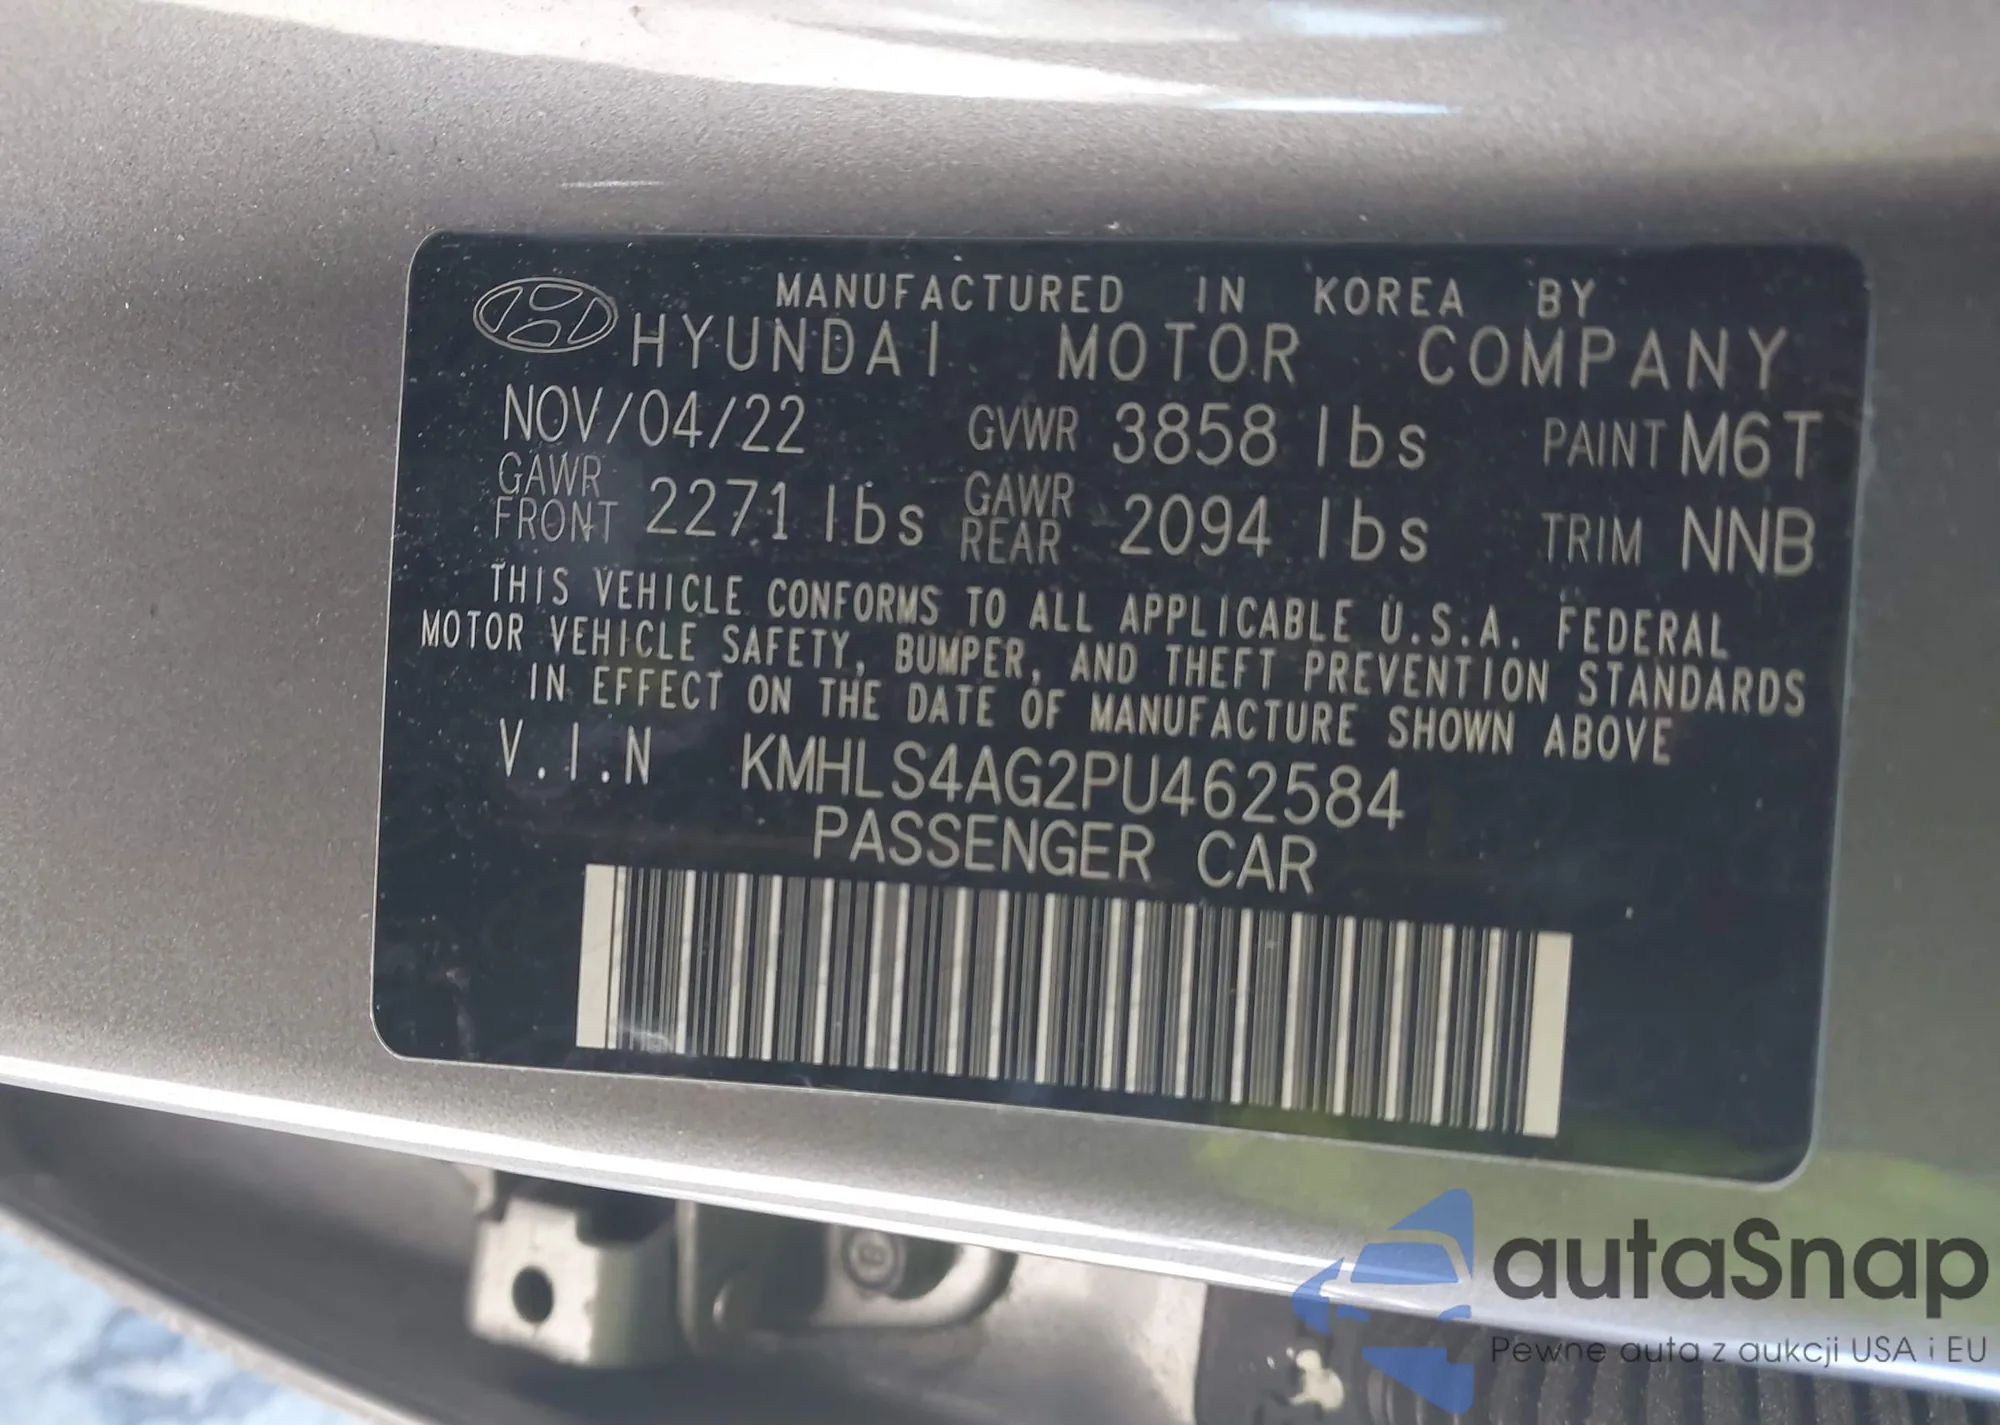 MANUFACTURED IN KOREA BY
HYUNDAI MOTOR COMPANY
NOV/04/22 GVWR 3858 lbs PAINT M6T
GAWR FRONT 2271 lbs GAWR REAR 2094 lbs TRIM NNB
THIS VEHICLE CONFORMS TO ALL APPLICABLE U.S.A. FEDERAL
MOTOR VEHICLE SAFETY, BUMPER, AND THEFT PREVENTION STANDARDS
IN EFFECT ON THE DATE OF MANUFACTURE SHOWN ABOVE
V.I.N KMHLS4AG2PU462584
PASSENGER CAR
autaSnap
Pewne auta z aukcji USA i EU